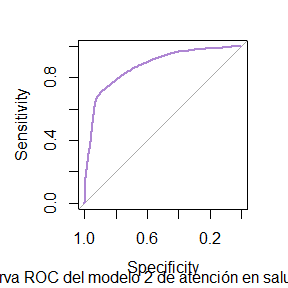 Sensitivity
0.8
0.4
0.0
1.0 0.6 0.2
Specificity
rva ROC del modelo 2 de atención en salu